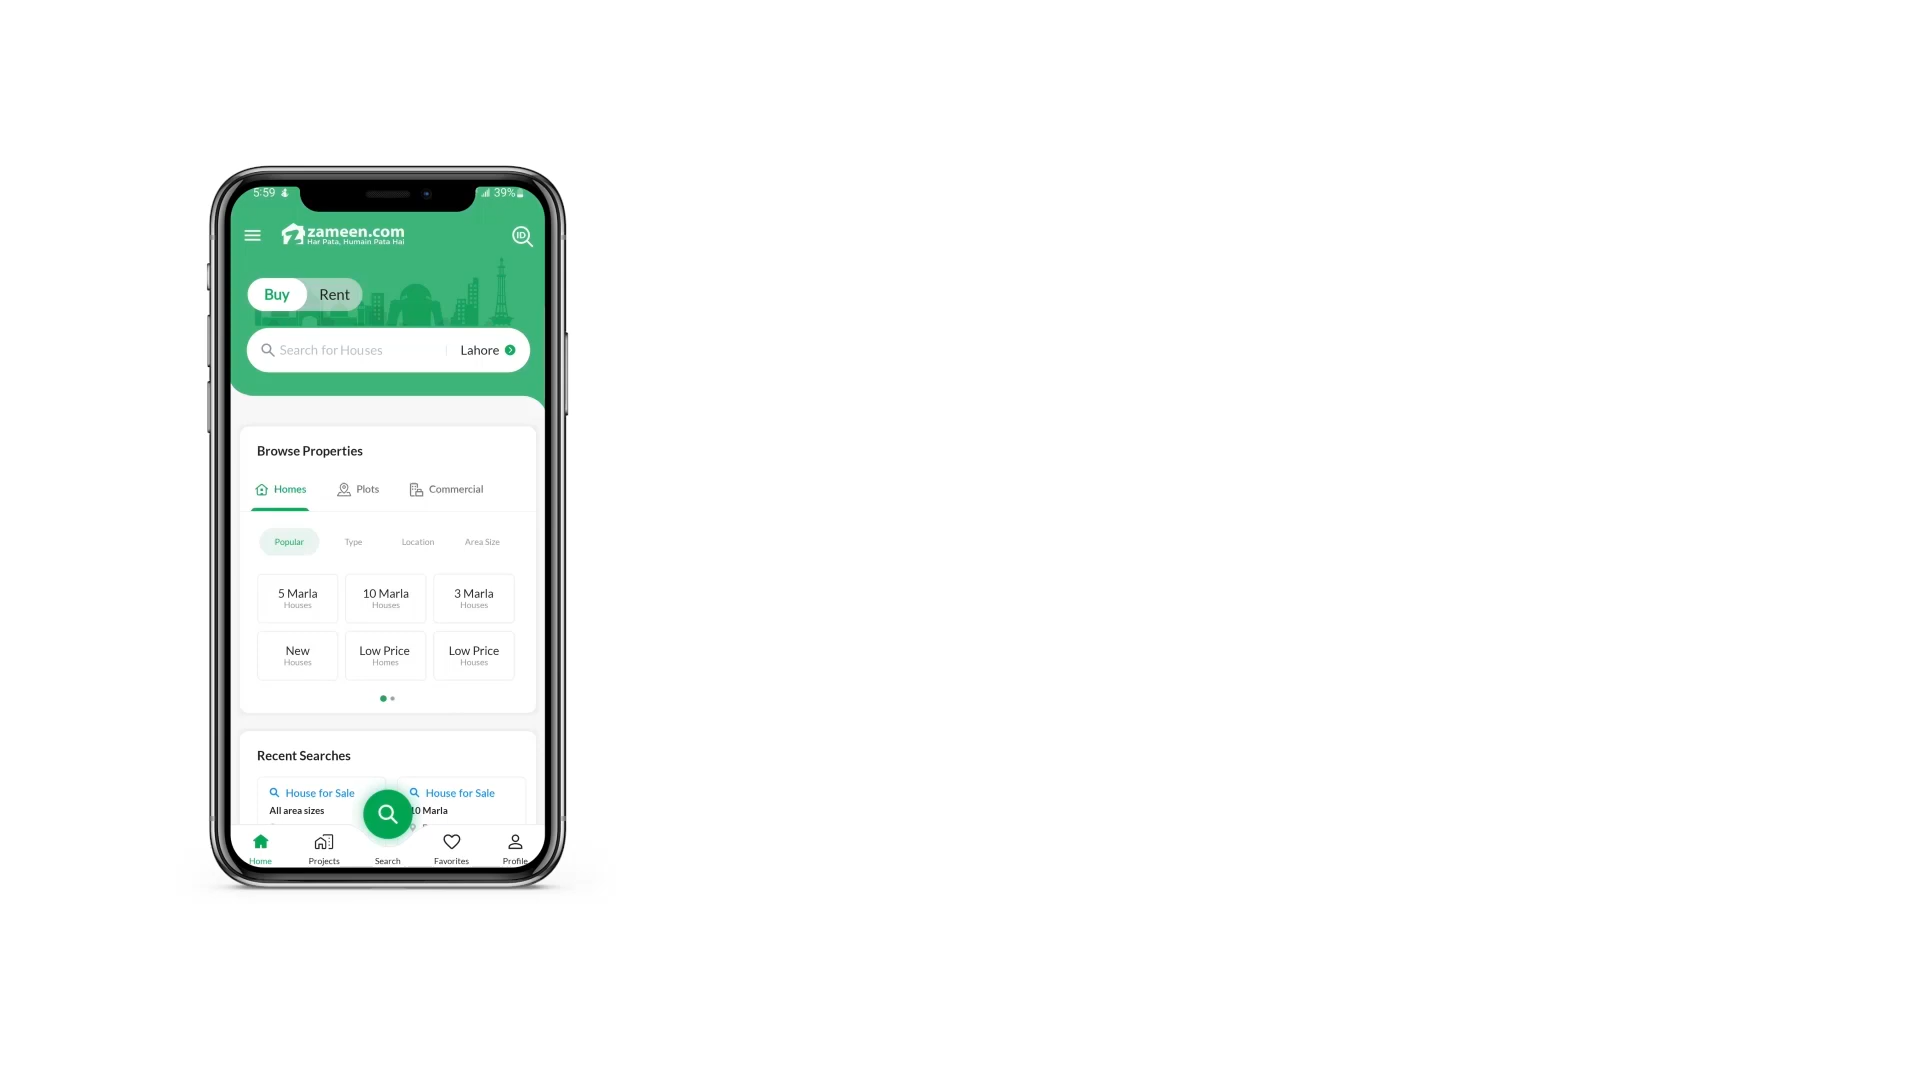 5:59
39%
zameen.com
Har Pata, Humain Pata Hai
ID
Buy Rent
Search for Houses Lahore
Browse Properties
Homes Plots Commercial
Popular Type Location Area Size
5 Marla 10 Marla 3 Marla
Houses Houses Houses
New Low Price Low Price
Houses Homes Houses
Recent Searches
House for Sale House for Sale
All area sizes 10 Marla
Home Projects Search Favorites Profile